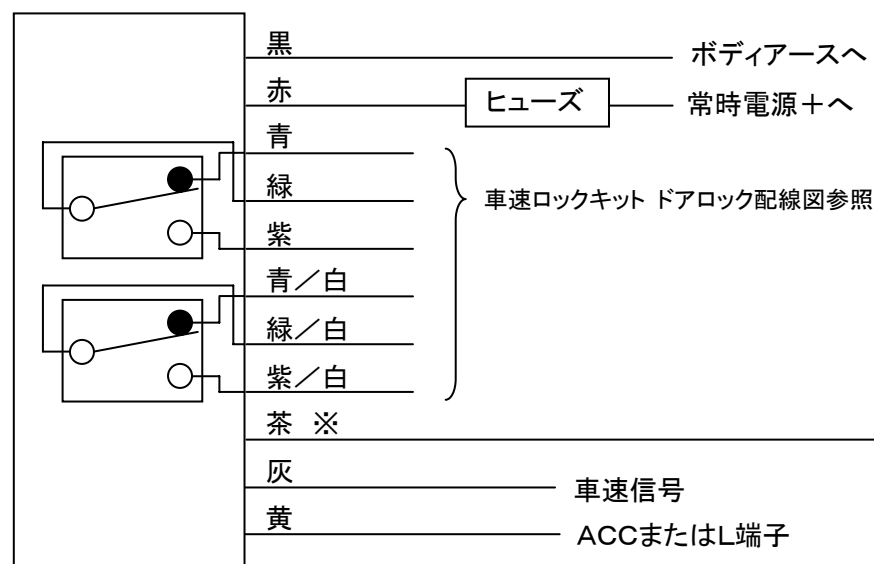 黒
ボディアースへ
赤
ヒューズ
常時電源＋へ
青
緑
車速ロックキット ドアロック配線図参照
紫
青／白
緑／白
紫／白
茶 ※
灰
車速信号
黄
ACCまたはL端子